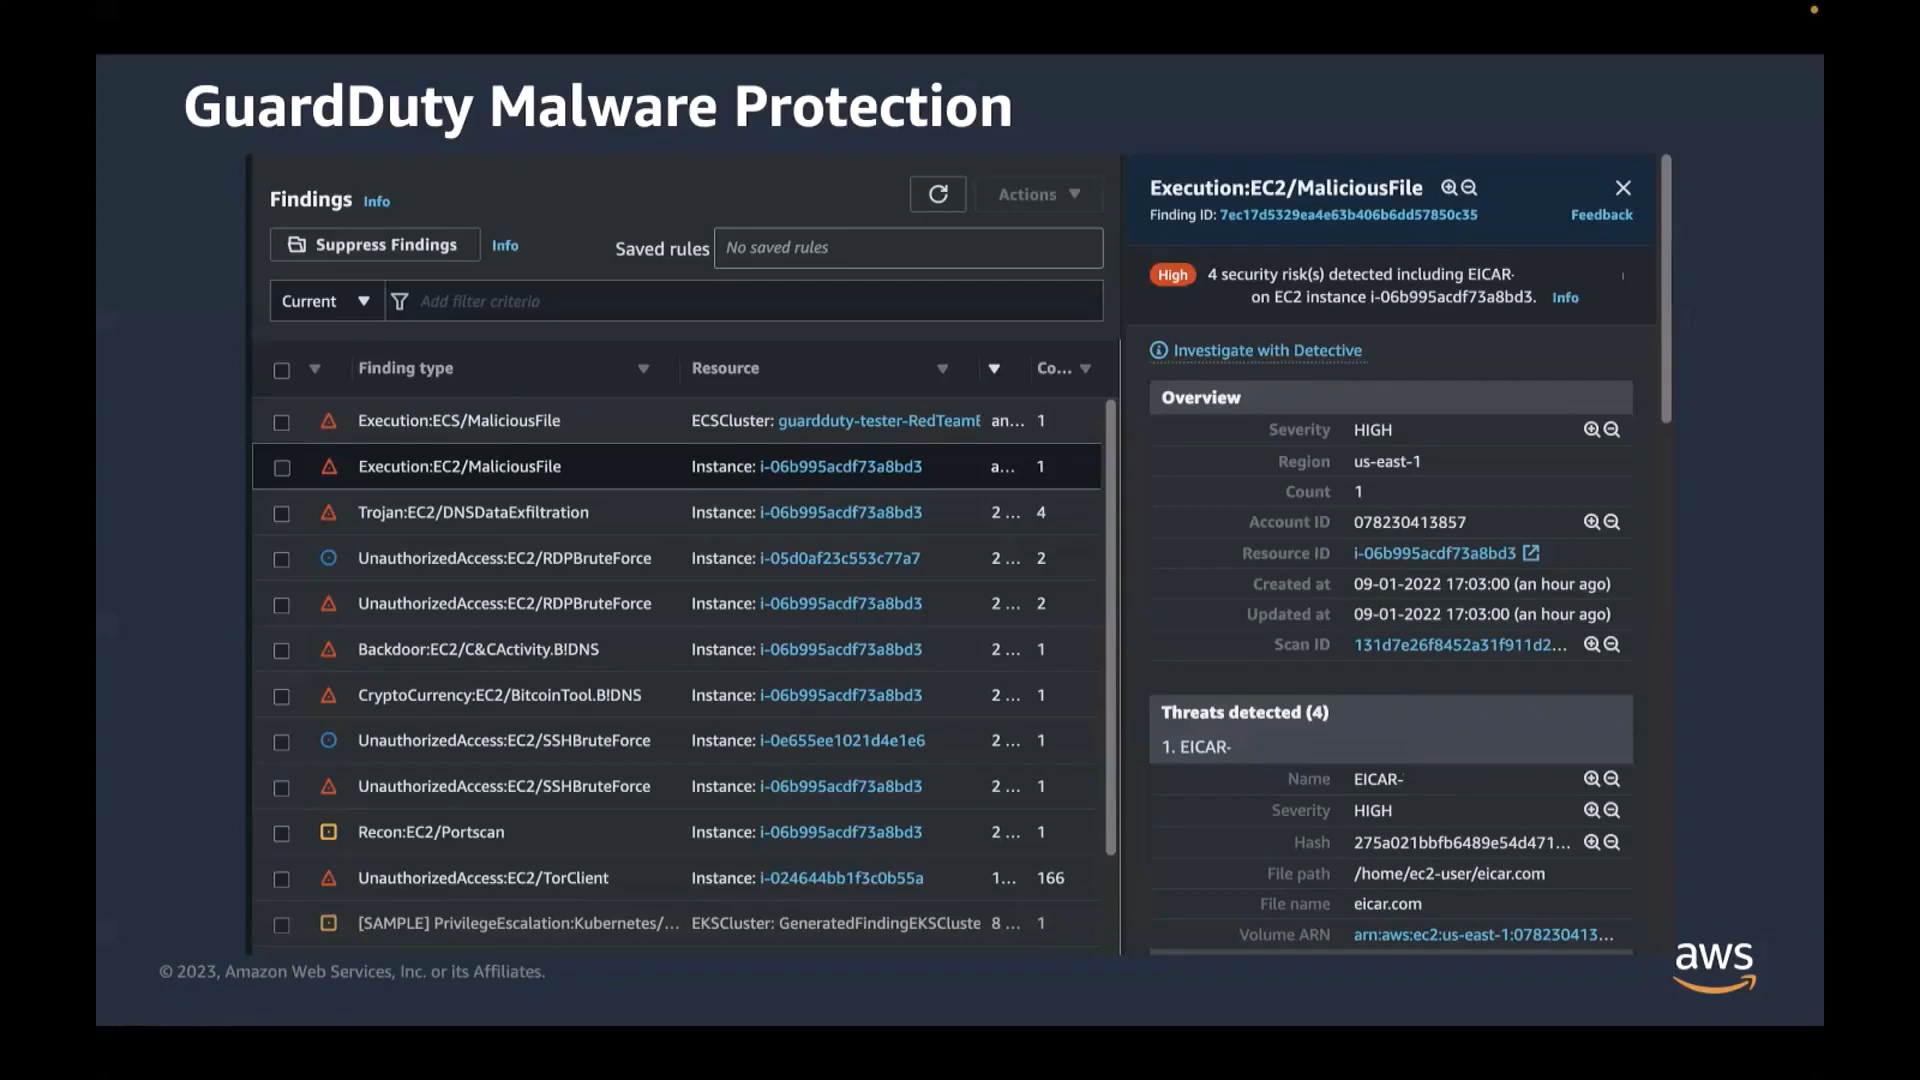 GuardDuty Malware Protection
Findings Info
Actions
Suppress Findings Info
Saved rules No saved rules
Current Add filter criteria
Finding type Resource Co...
Execution:ECS/MaliciousFile ECSCluster: guardduty-tester-RedTeamE an... 1
Execution:EC2/MaliciousFile Instance: i-06b995acdf73a8bd3 a... 1
Trojan:EC2/DNSDataExfiltration Instance: i-06b995acdf73a8bd3 2 ... 4
UnauthorizedAccess:EC2/RDPBruteForce Instance: i-05d0af23c553c77a7 2 ... 2
UnauthorizedAccess:EC2/RDPBruteForce Instance: i-06b995acdf73a8bd3 2 ... 2
Backdoor:EC2/C&CActivity.B!DNS Instance: i-06b995acdf73a8bd3 2 ... 1
CryptoCurrency:EC2/BitcoinTool.B!DNS Instance: i-06b995acdf73a8bd3 2 ... 1
UnauthorizedAccess:EC2/SSHBruteForce Instance: i-0e655ee1021d4e1e6 2 ... 1
UnauthorizedAccess:EC2/SSHBruteForce Instance: i-06b995acdf73a8bd3 2 ... 1
Recon:EC2/Portscan Instance: i-06b995acdf73a8bd3 2 ... 1
UnauthorizedAccess:EC2/TorClient Instance: i-024644bb1f3c0b55a 1... 166
[SAMPLE] PrivilegeEscalation:Kubernetes/... EKSCluster: GeneratedFindingEKSCluste 8 ... 1
Execution:EC2/MaliciousFile
Finding ID: 7ec17d5329ea4e63b406b6dd57850c35 Feedback
High 4 security risk(s) detected including EICAR-
on EC2 instance i-06b995acdf73a8bd3. Info
Investigate with Detective
Overview
Severity HIGH
Region us-east-1
Count 1
Account ID 078230413857
Resource ID i-06b995acdf73a8bd3
Created at 09-01-2022 17:03:00 (an hour ago)
Updated at 09-01-2022 17:03:00 (an hour ago)
Scan ID 131d7e26f8452a31f911d2...
Threats detected (4)
1. EICAR-
Name EICAR-
Severity HIGH
Hash 275a021bbfb6489e54d471...
File path /home/ec2-user/eicar.com
File name eicar.com
Volume ARN arn:aws:ec2:us-east-1:078230413...
© 2023, Amazon Web Services, Inc. or its Affiliates.
aws